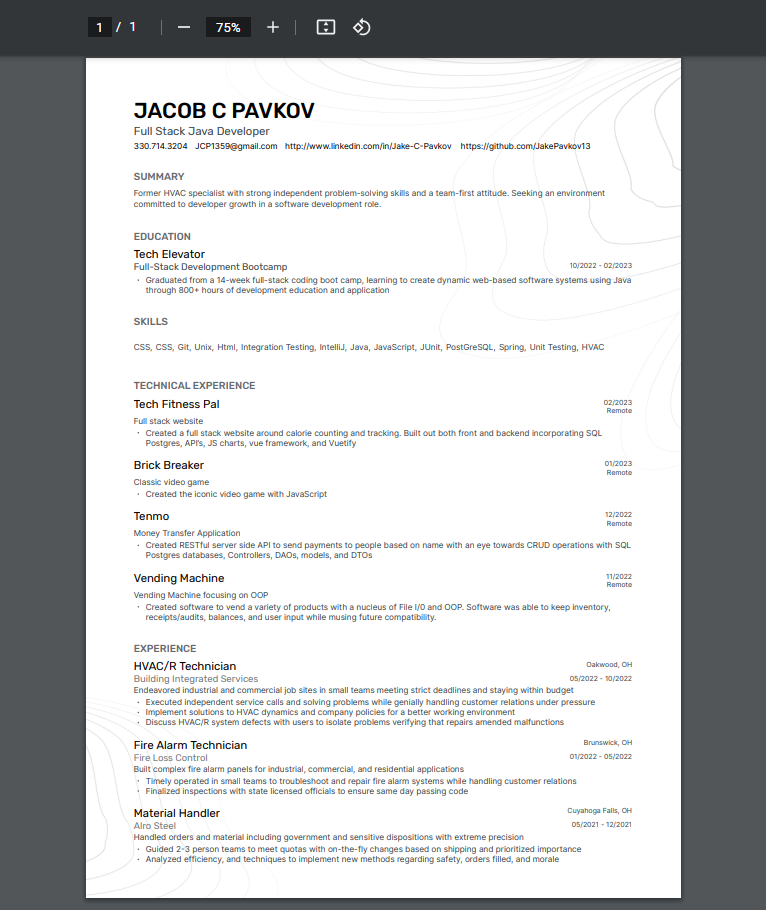 1 / 1 75%
JACOB C PAVKOV
Full Stack Java Developer
330.714.3204 JCP1359@gmail.com http://www.linkedin.com/in/Jake-C-Pavkov https://github.com/JakePavkov13
SUMMARY
Former HVAC specialist with strong independent problem-solving skills and a team-first attitude. Seeking an environment
committed to developer growth in a software development role.
EDUCATION
Tech Elevator
Full-Stack Development Bootcamp 10/2022 - 02/2023
· Graduated from a 14-week full-stack coding boot camp, learning to create dynamic web-based software systems using Java
through 800+ hours of development education and application
SKILLS
CSS, CSS, Git, Unix, Html, Integration Testing, IntelliJ, Java, JavaScript, JUnit, PostGreSQL, Spring, Unit Testing, HVAC
TECHNICAL EXPERIENCE
Tech Fitness Pal 02/2023
Remote
Full stack website
· Created a full stack website around calorie counting and tracking. Built out both front and backend incorporating SQL
Postgres, API's, JS charts, vue framework, and Vuetify
Brick Breaker 01/2023
Remote
Classic video game
· Created the iconic video game with JavaScript
Tenmo 12/2022
Remote
Money Transfer Application
· Created RESTful server side API to send payments to people based on name with an eye towards CRUD operations with SQL
Postgres databases, Controllers, DAOs, models, and DTOs
Vending Machine 11/2022
Remote
Vending Machine focusing on OOP
· Created software to vend a variety of products with a nucleus of File I/0 and OOP. Software was able to keep inventory,
receipts/audits, balances, and user input while musing future compatibility.
EXPERIENCE
HVAC/R Technician Oakwood, OH
Building Integrated Services 05/2022 - 10/2022
Endeavored industrial and commercial job sites in small teams meeting strict deadlines and staying within budget
· Executed independent service calls and solving problems while genially handling customer relations under pressure
· Implement solutions to HVAC dynamics and company policies for a better working environment
· Discuss HVAC/R system defects with users to isolate problems verifying that repairs amended malfunctions
Fire Alarm Technician Brunswick, OH
Fire Loss Control 01/2022 - 05/2022
Built complex fire alarm panels for industrial, commercial, and residential applications
· Timely operated in small teams to troubleshoot and repair fire alarm systems while handling customer relations
· Finalized inspections with state licensed officials to ensure same day passing code
Material Handler Cuyahoga Falls, OH
Alro Steel 05/2021 - 12/2021
Handled orders and material including government and sensitive dispositions with extreme precision
· Guided 2-3 person teams to meet quotas with on-the-fly changes based on shipping and prioritized importance
· Analyzed efficiency, and techniques to implement new methods regarding safety, orders filled, and morale